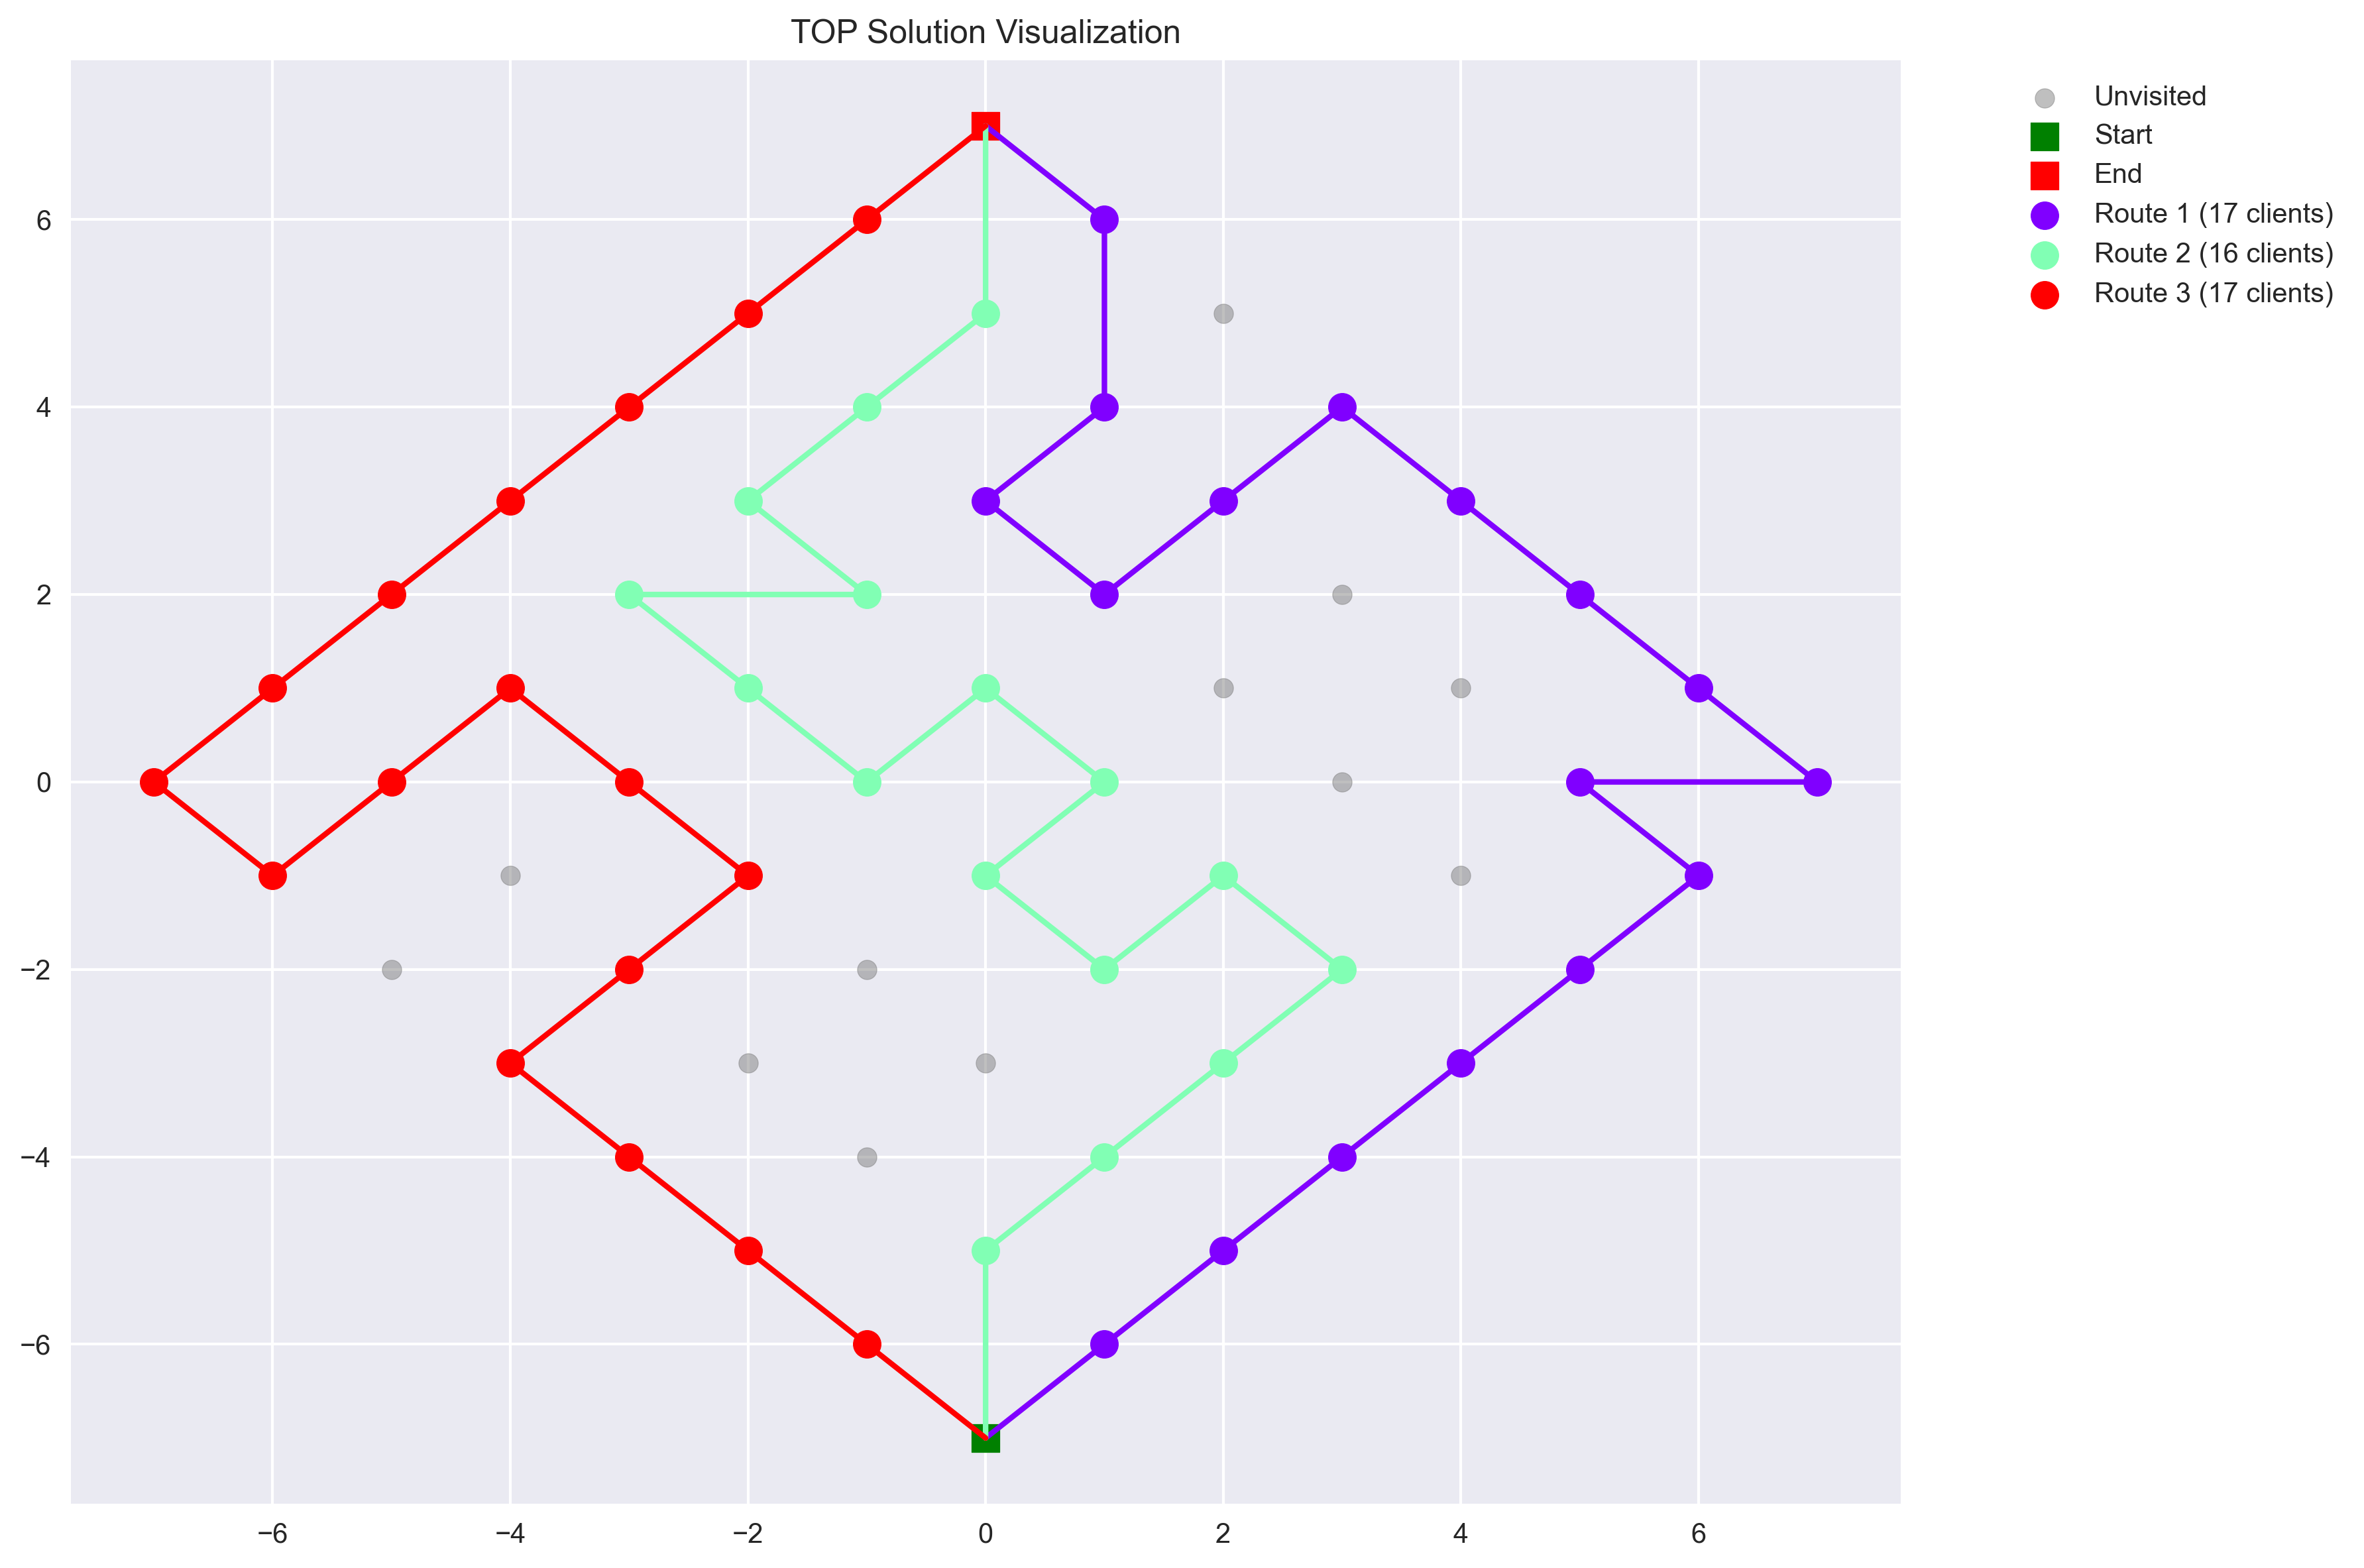 TOP Solution Visualization
Unvisited
Start
End
Route 1 (17 clients)
Route 2 (16 clients)
Route 3 (17 clients)
6
4
2
0
−2
−4
−6
−6 −4 −2 0 2 4 6